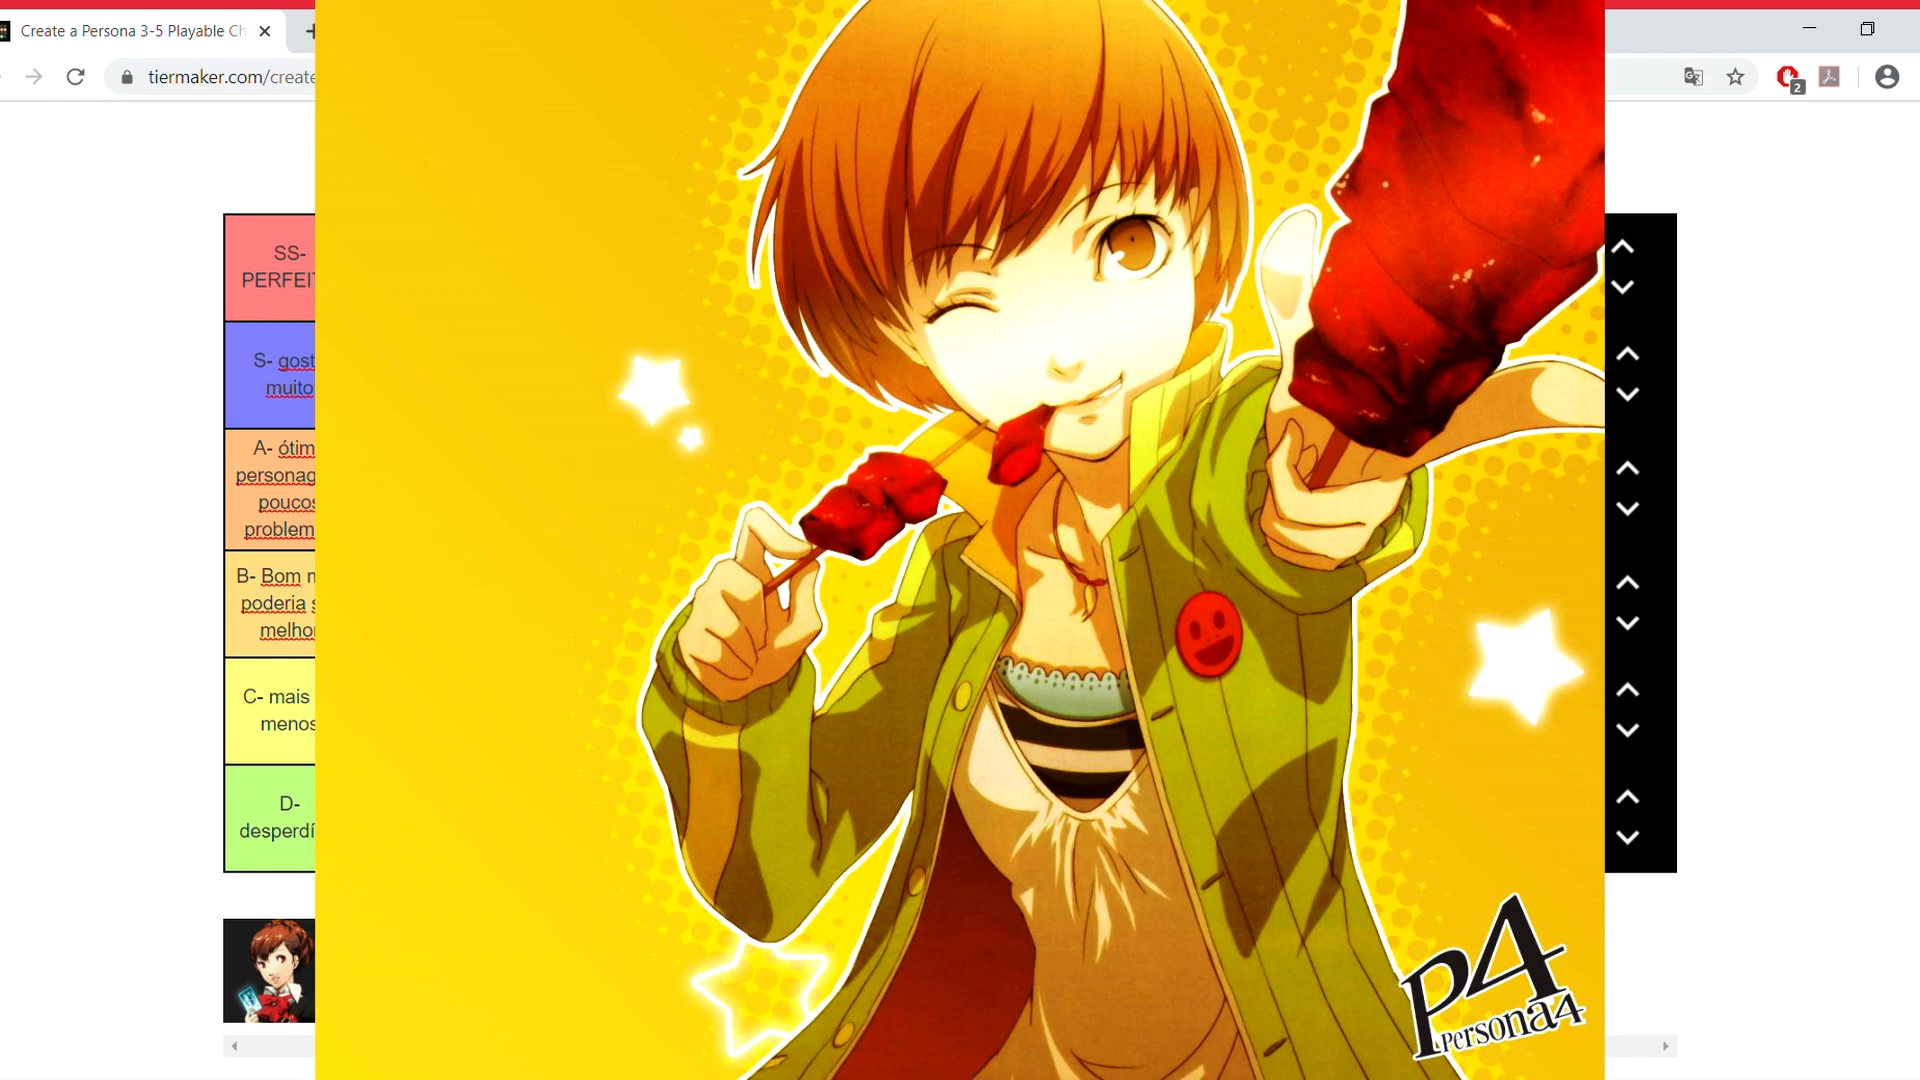 Create a Persona 3-5 Playable Ch
tiermaker.com/create
2
SS-
PERFEI
S- gost
muito
A- ótim
personag
poucos
problem
B- Bom
poderia
melhor
C- mais
menos
D-
desperdí
P4
Persona4